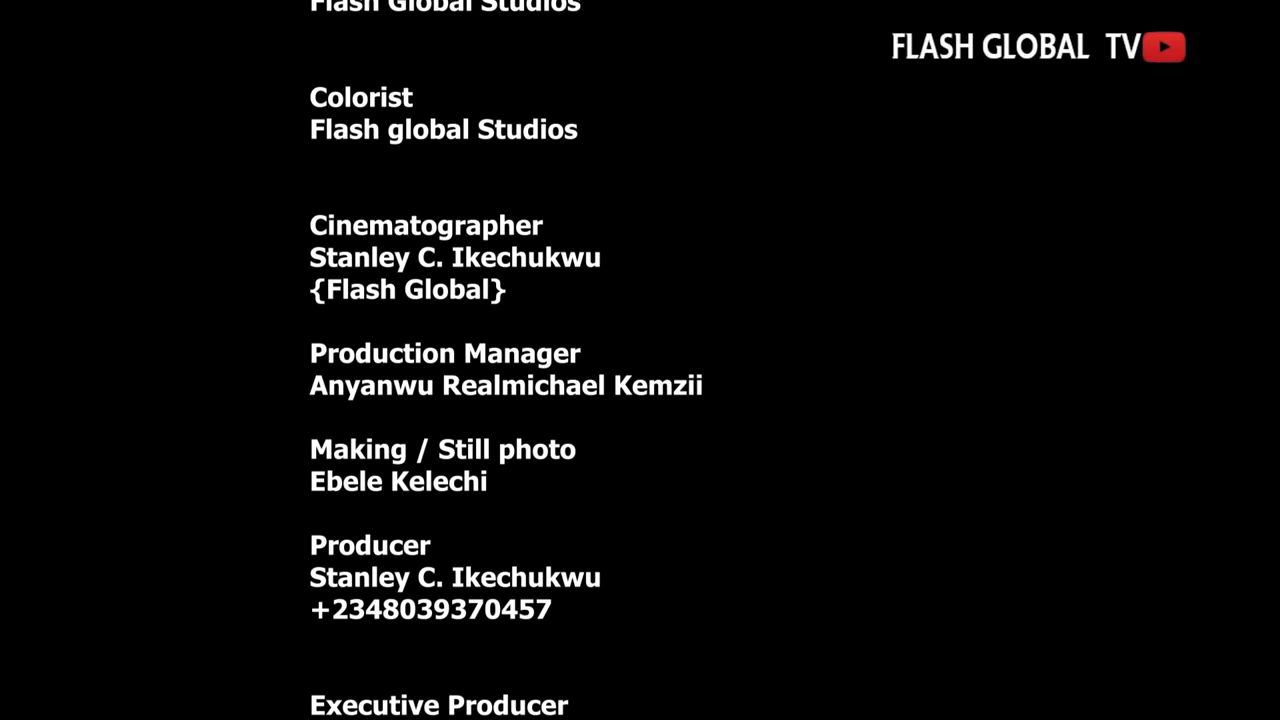 Flash Global Studios
FLASH GLOBAL TV
Colorist
Flash global Studios
Cinematographer
Stanley C. Ikechukwu
{Flash Global}
Production Manager
Anyanwu Realmichael Kemzii
Making / Still photo
Ebele Kelechi
Producer
Stanley C. Ikechukwu
+2348039370457
Executive Producer